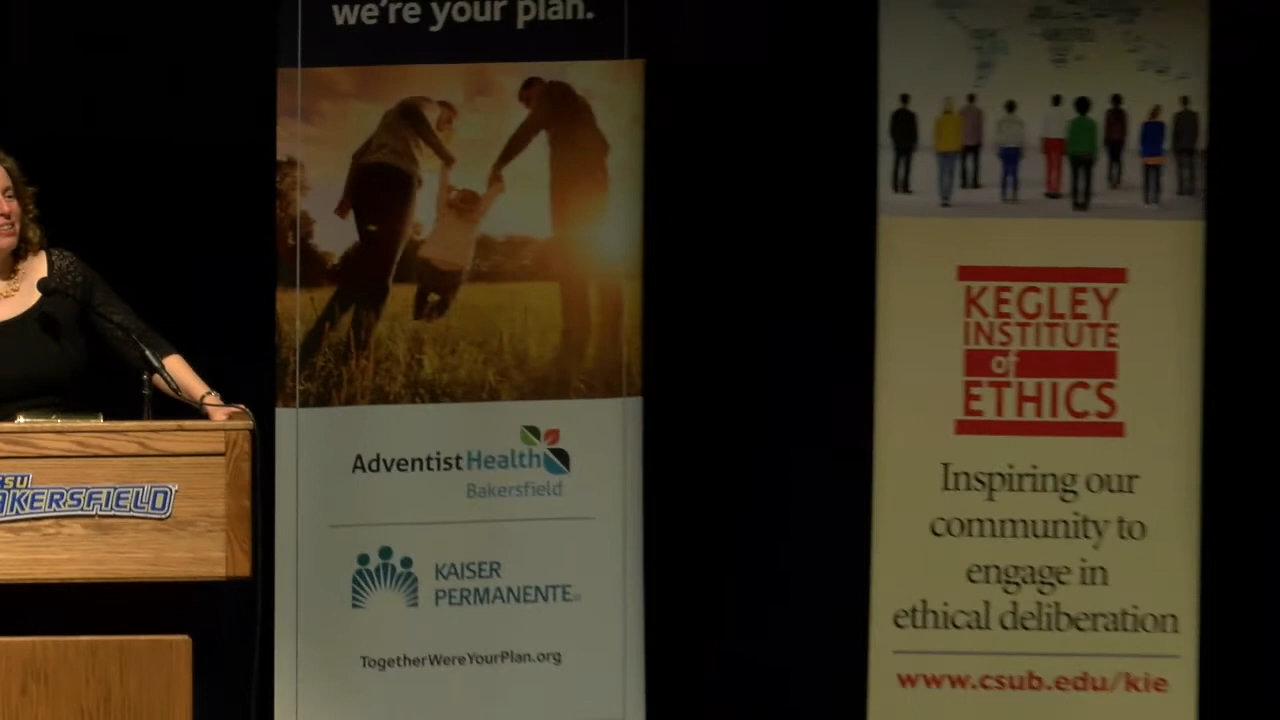 we're your plan.
Adventist Health
Bakersfield
KAISER
PERMANENTE®
TogetherWereYourPlan.org
SU
AKERSFIELD
KEGLEY
INSTITUTE
of
ETHICS
Inspiring our
community to
engage in
ethical deliberation
www.csub.edu/kie